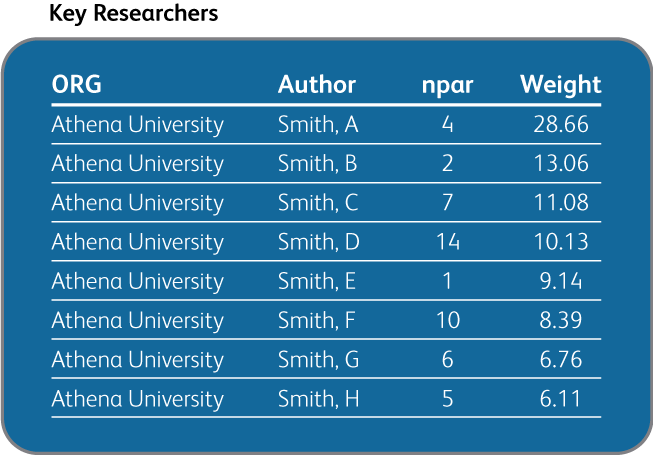 Key Researchers
ORG Author npar Weight
Athena University Smith, A 4 28.66
Athena University Smith, B 2 13.06
Athena University Smith, C 7 11.08
Athena University Smith, D 14 10.13
Athena University Smith, E 1 9.14
Athena University Smith, F 10 8.39
Athena University Smith, G 6 6.76
Athena University Smith, H 5 6.11